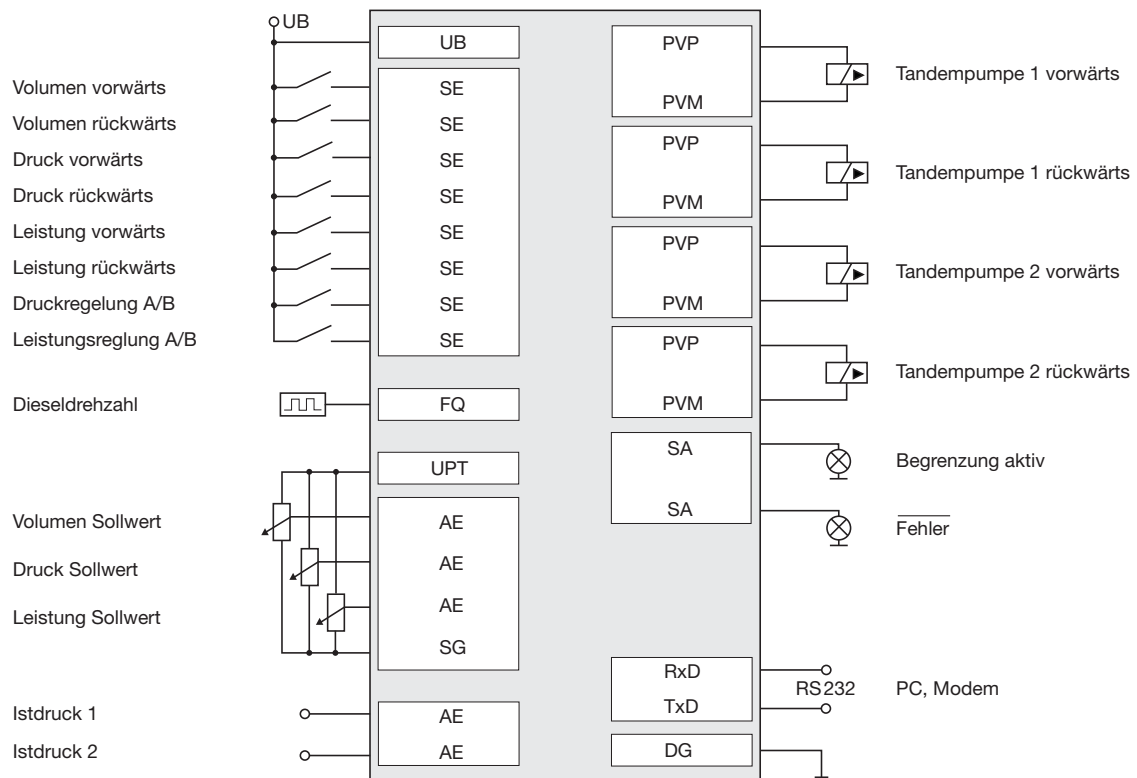 UB
UB
Volumen vorwärts
SE
Volumen rückwärts
SE
Druck vorwärts
SE
Druck rückwärts
SE
Leistung vorwärts
SE
Leistung rückwärts
SE
Druckregelung A/B
SE
Leistungsreglung A/B
SE
Dieseldrehzahl
FQ
UPT
Volumen Sollwert
AE
Druck Sollwert
AE
Leistung Sollwert
AE
SG
Istdruck 1
AE
Istdruck 2
AE
PVP
PVM
Tandempumpe 1 vorwärts
PVP
PVM
Tandempumpe 1 rückwärts
PVP
PVM
Tandempumpe 2 vorwärts
PVP
PVM
Tandempumpe 2 rückwärts
SA
Begrenzung aktiv
SA
Fehler
RxD
TxD
RS 232
PC, Modem
DG